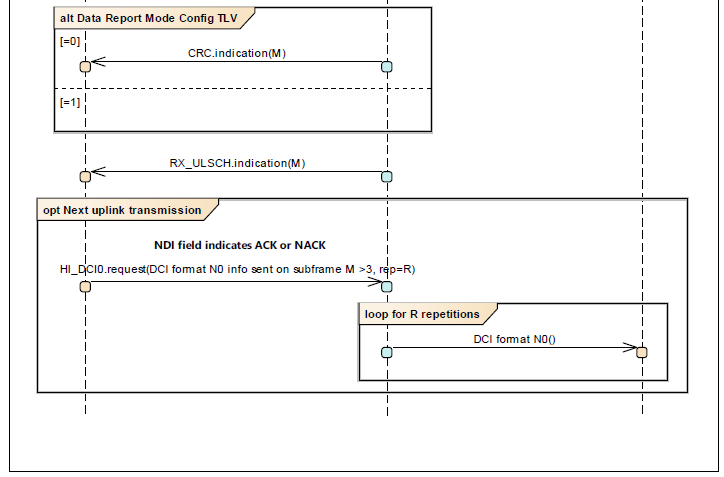 alt Data Report Mode Config TLV
[=0]
CRC.indication(M)
[=1]
RX_ULSCH.indication(M)
opt Next uplink transmission
NDI field indicates ACK or NACK
HI_DCI0.request(DCI format N0 info sent on subframe M >3, rep=R)
loop for R repetitions
DCI format N0()